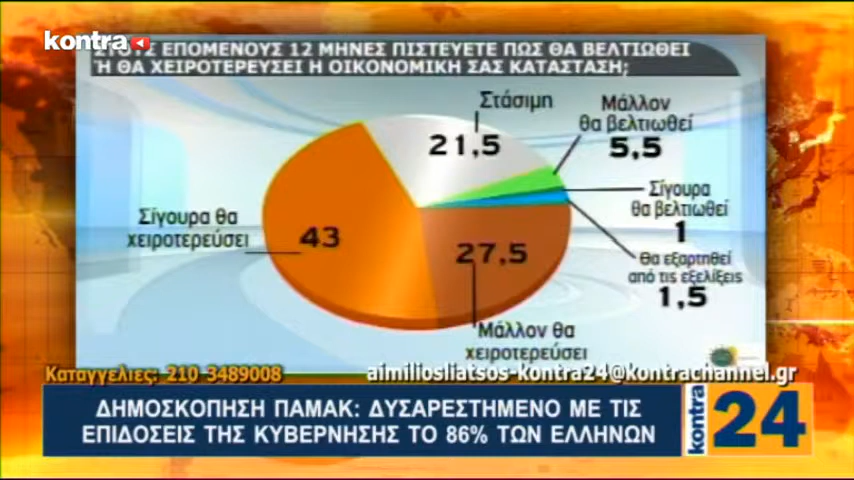 kontra
ΣΤΟΥΣ ΕΠΟΜΕΝΟΥΣ 12 ΜΗΝΕΣ ΠΙΣΤΕΥΕΤΕ ΠΩΣ ΘΑ ΒΕΛΤΙΩΘΕΙ
Ή ΘΑ ΧΕΙΡΟΤΕΡΕΥΣΕΙ Η ΟΙΚΟΝΟΜΙΚΗ ΣΑΣ ΚΑΤΑΣΤΑΣΗ;
Στάσιμη
21,5
Μάλλον
θα βελτιωθεί
5,5
Σίγουρα
θα βελτιωθεί
1
Θα εξαρτηθεί
από τις εξελίξεις
1,5
Σίγουρα θα
χειροτερεύσει
43
27,5
Μάλλον θα
χειροτερεύσει
Καταγγελίες: 210 3489008
aimiliosliatsos-kontra24@kontrachannel.gr
ΔΗΜΟΣΚΟΠΗΣΗ ΠΑΜΑΚ: ΔΥΣΑΡΕΣΤΗΜΕΝΟ ΜΕ ΤΙΣ
ΕΠΙΔΟΣΕΙΣ ΤΗΣ ΚΥΒΕΡΝΗΣΗΣ ΤΟ 86% ΤΩΝ ΕΛΛΗΝΩΝ
kontra
24